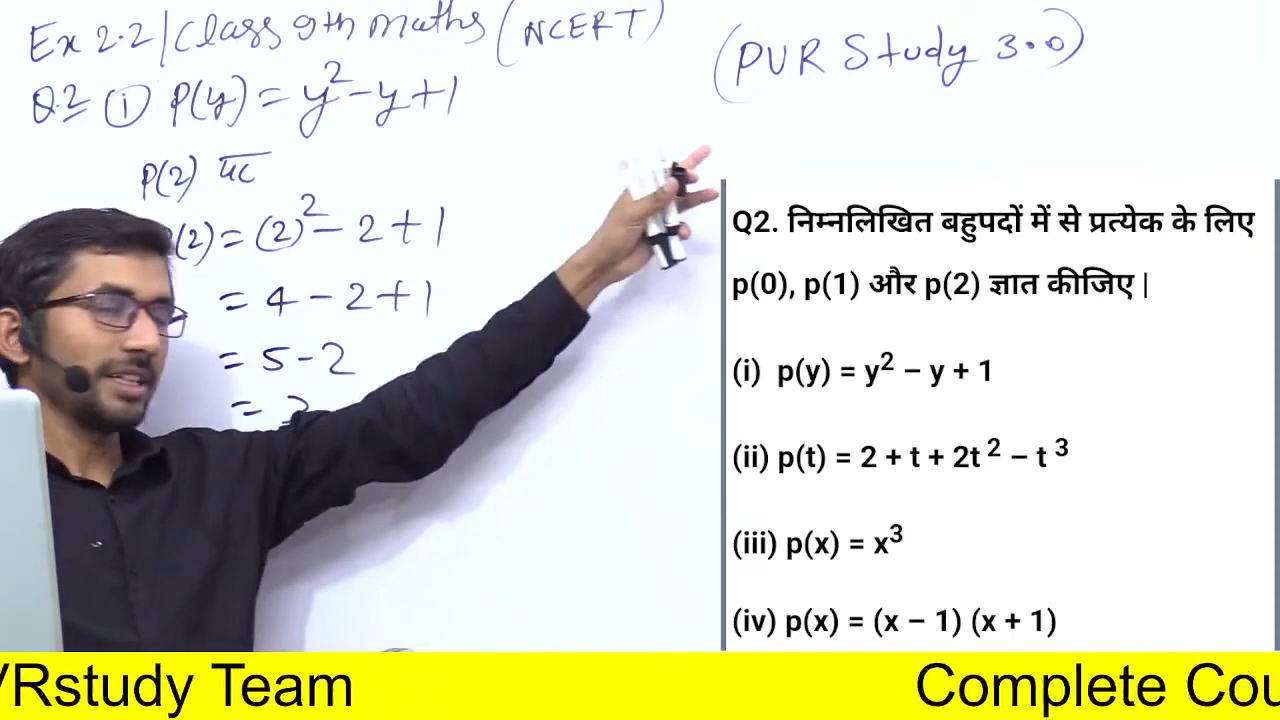 Ex 2.2 | Class 9th Maths (NCERT)
(PVR Study 3.0)
Q.2 (i) P(y) = y² - y + 1
P(2) पर
(2) = (2)² - 2 + 1
= 4 - 2 + 1
= 5 - 2
=
Q2. निम्नलिखित बहुपदों में से प्रत्येक के लिए
p(0), p(1) और p(2) ज्ञात कीजिए |
(i) p(y) = y² – y + 1
(ii) p(t) = 2 + t + 2t² – t³
(iii) p(x) = x³
(iv) p(x) = (x – 1) (x + 1)
VRstudy Team
Complete Cou